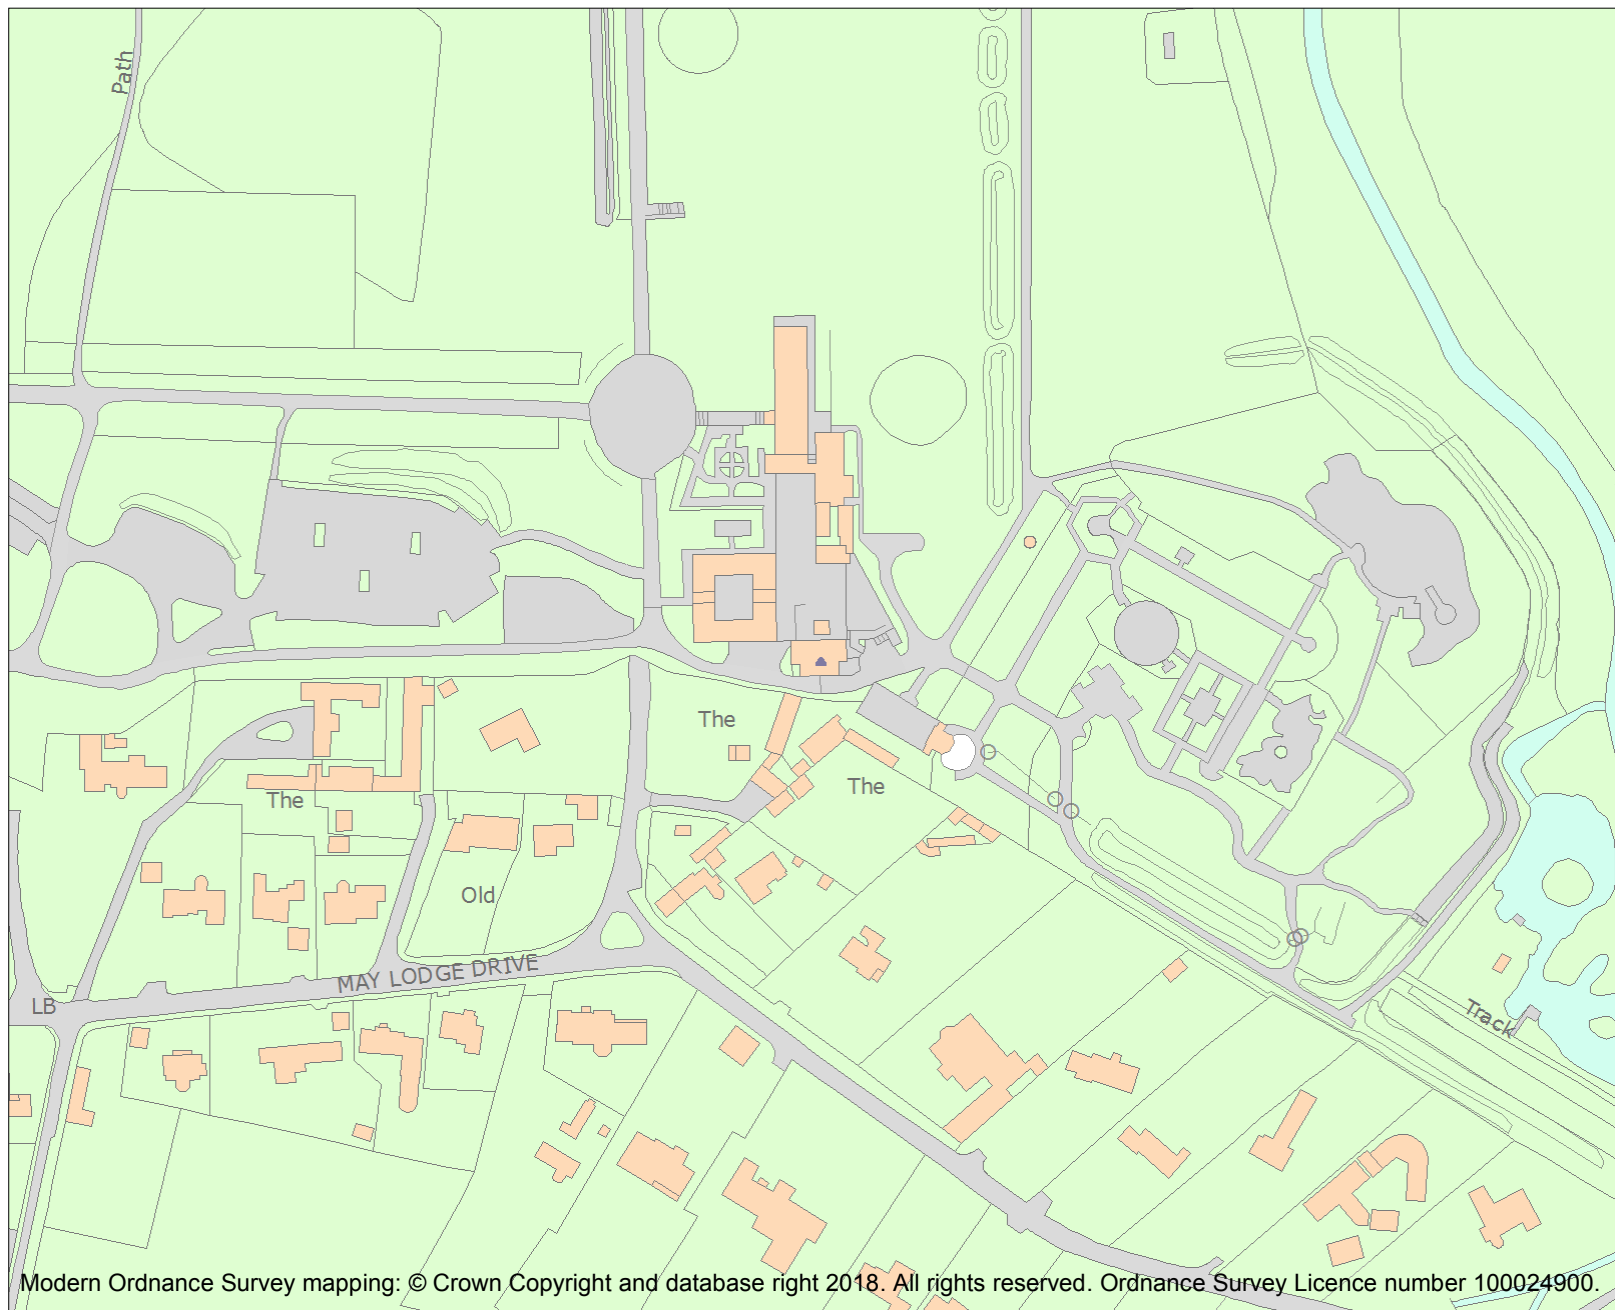 Path
The
The
The
Old
MAY LODGE DRIVE
LB
Track
Modern Ordnance Survey mapping: © Crown Copyright and database right 2018. All rights reserved. Ordnance Survey Licence number 100024900.